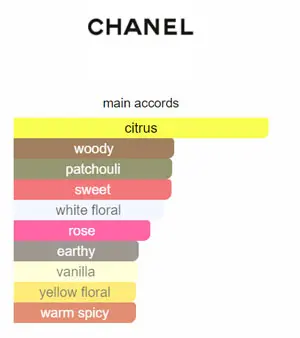 CHANEL
main accords
citrus
woody
patchouli
sweet
white floral
rose
earthy
vanilla
yellow floral
warm spicy